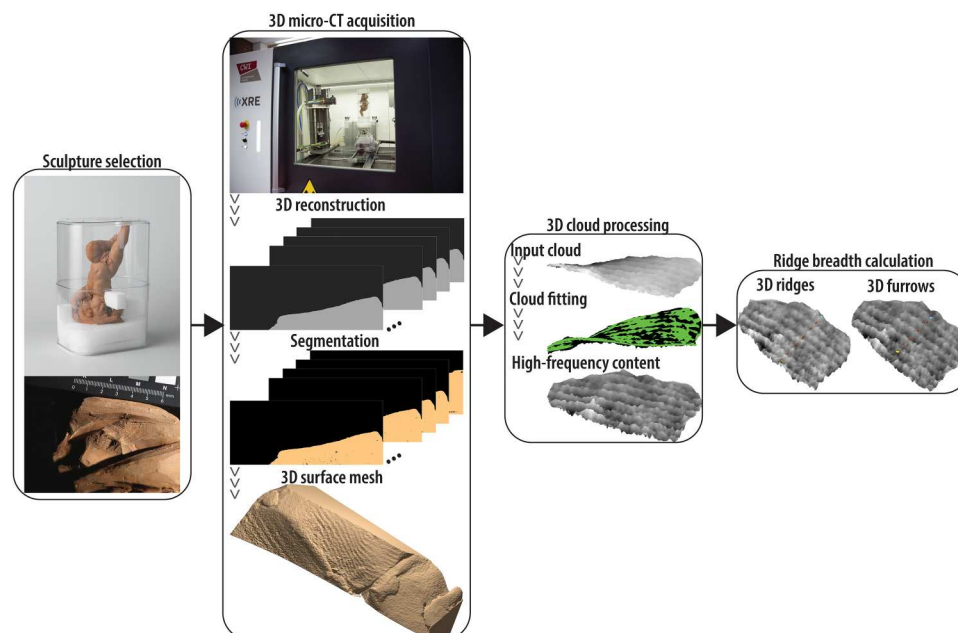 3D micro-CT acquisition
CWI
XRE
Sculpture selection
3D reconstruction
Segmentation
3D surface mesh
3D cloud processing
Input cloud
Cloud fitting
High-frequency content
Ridge breadth calculation
3D ridges
3D furrows